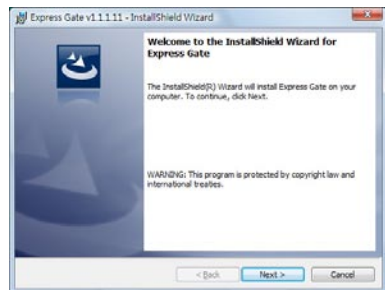 Express Gate v1.1.1.11 - InstallShield Wizard
Welcome to the InstallShield Wizard for
Express Gate
The InstallShield(R) Wizard will install Express Gate on your
computer. To continue, click Next.
WARNING: This program is protected by copyright law and
international treaties.
< Back
Next >
Cancel